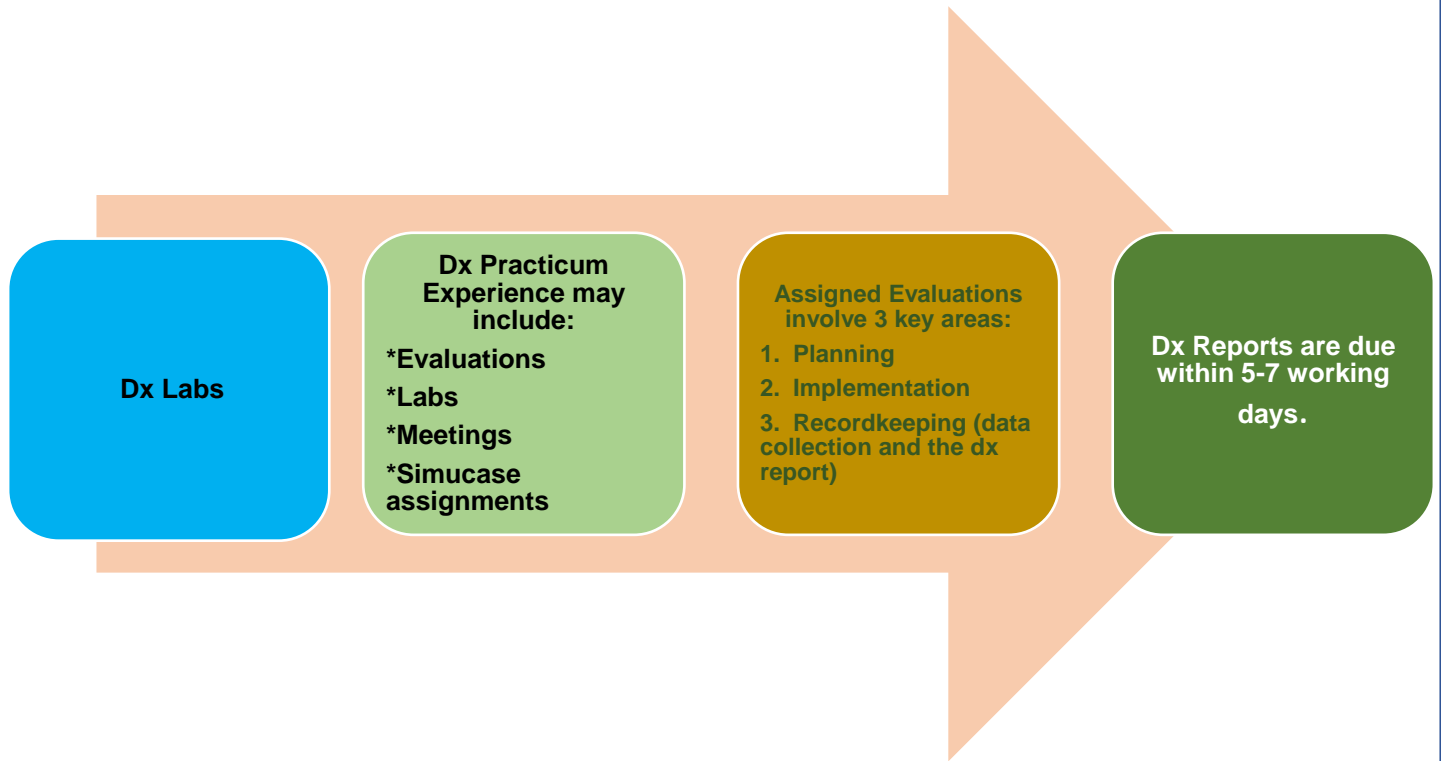 Dx Labs
Dx Practicum
Experience may
include:
*Evaluations
*Labs
*Meetings
*Simucase
assignments
Assigned Evaluations
involve 3 key areas:
1. Planning
2. Implementation
3. Recordkeeping (data
collection and the dx
report)
Dx Reports are due
within 5-7 working
days.